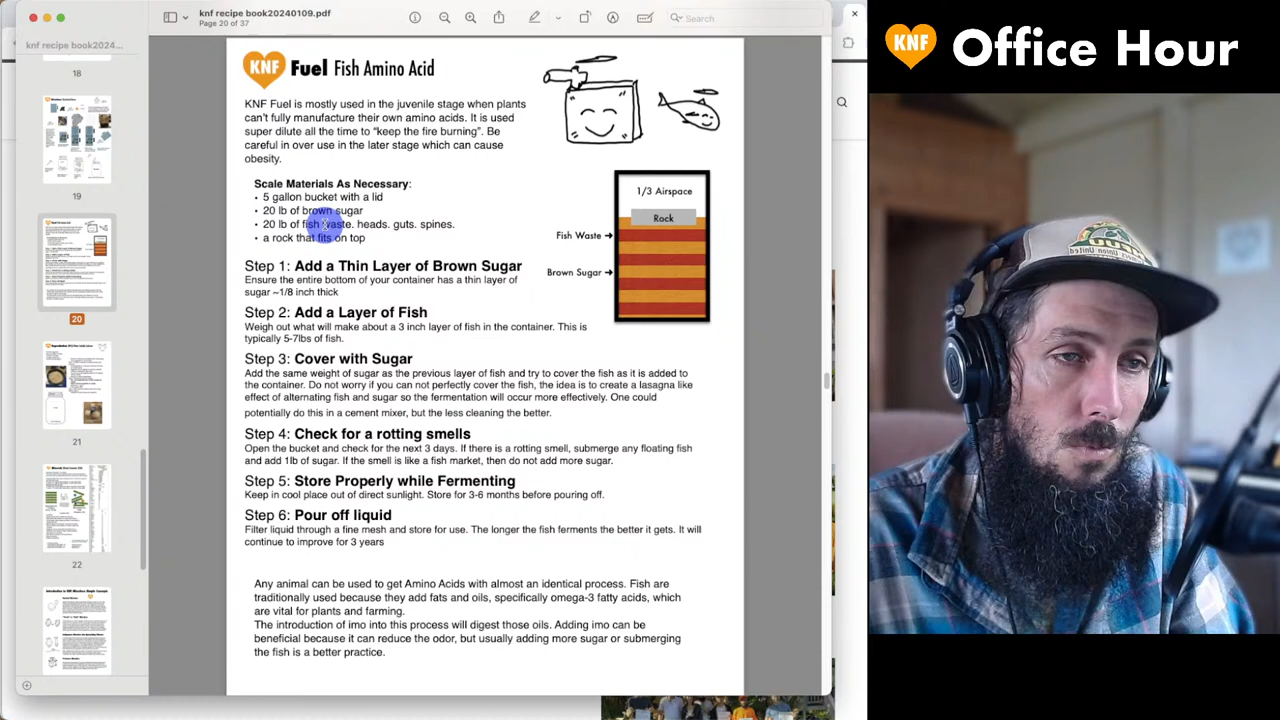 knf recipe book20240109.pdf
Page 20 of 37
Search
knf recipe book2024...
18
19
20
21
22
KNF Fuel Fish Amino Acid
KNF Fuel is mostly used in the juvenile stage when plants
can't fully manufacture their own amino acids. It is used
super dilute all the time to "keep the fire burning". Be
careful in over use in the later stage which can cause
obesity.
Scale Materials As Necessary:
• 5 gallon bucket with a lid
• 20 lb of brown sugar
• 20 lb of fish waste. heads. guts. spines.
• a rock that fits on top
1/3 Airspace
Rock
Fish Waste
Brown Sugar
Step 1: Add a Thin Layer of Brown Sugar
Ensure the entire bottom of your container has a thin layer of
sugar ~1/8 inch thick
Step 2: Add a Layer of Fish
Weigh out what will make about a 3 inch layer of fish in the container. This is
typically 5-7lbs of fish.
Step 3: Cover with Sugar
Add the same weight of sugar as the previous layer of fish and try to cover the fish as it is added to
the container. Do not worry if you can not perfectly cover the fish, the idea is to create a lasagna like
effect of alternating fish and sugar so the fermentation will occur more effectively. One could
potentially do this in a cement mixer, but the less cleaning the better.
Step 4: Check for a rotting smells
Open the bucket and check for the next 3 days. If there is a rotting smell, submerge any floating fish
and add 1lb of sugar. If the smell is like a fish market, then do not add more sugar.
Step 5: Store Properly while Fermenting
Keep in cool place out of direct sunlight. Store for 3-6 months before pouring off.
Step 6: Pour off liquid
Filter liquid through a fine mesh and store for use. The longer the fish ferments the better it gets. It will
continue to improve for 3 years
Any animal can be used to get Amino Acids with almost an identical process. Fish are
traditionally used because they add fats and oils, specifically omega-3 fatty acids, which
are vital for plants and farming.
The introduction of imo into this process will digest those oils. Adding imo can be
beneficial because it can reduce the odor, but usually adding more sugar or submerging
the fish is a better practice.
KNF Office Hour